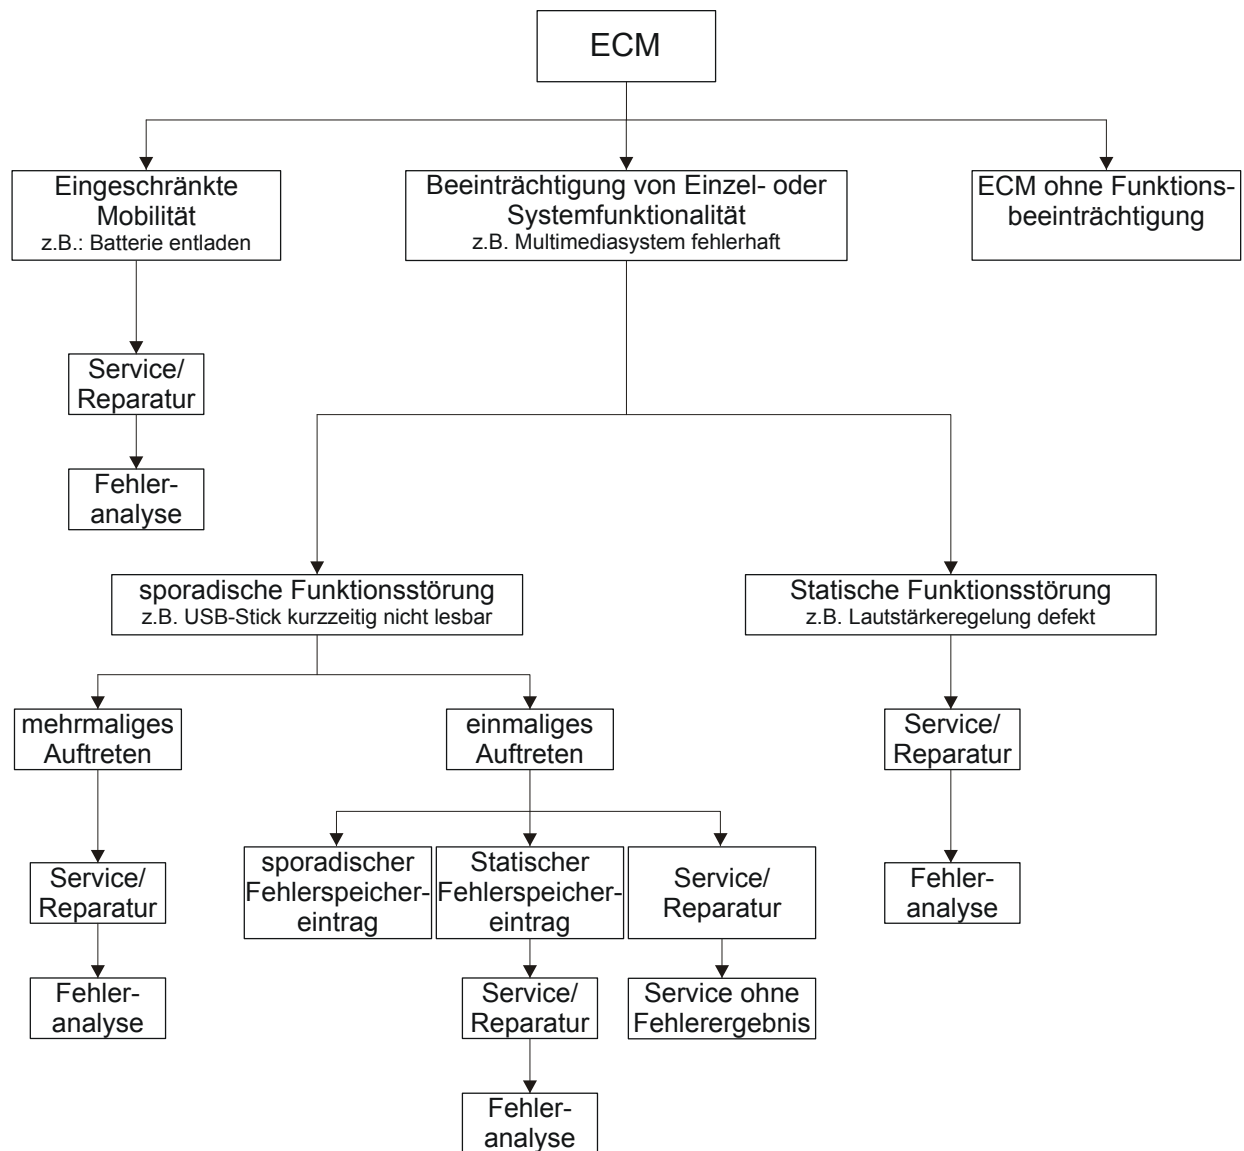 ECM
Eingeschränkte
Mobilität
z.B.: Batterie entladen
Beeinträchtigung von Einzel- oder
Systemfunktionalität
z.B. Multimediasystem fehlerhaft
ECM ohne Funktions-
beeinträchtigung
Service/
Reparatur
Fehler-
analyse
sporadische Funktionsstörung
z.B. USB-Stick kurzzeitig nicht lesbar
Statische Funktionsstörung
z.B. Lautstärkeregelung defekt
mehrmaliges
Auftreten
einmaliges
Auftreten
Service/
Reparatur
sporadischer
Fehlerspeicher-
eintrag
Statischer
Fehlerspeicher-
eintrag
Service/
Reparatur
Service/
Reparatur
Fehler-
analyse
Fehler-
analyse
Service/
Reparatur
Service ohne
Fehlerergebnis
Fehler-
analyse